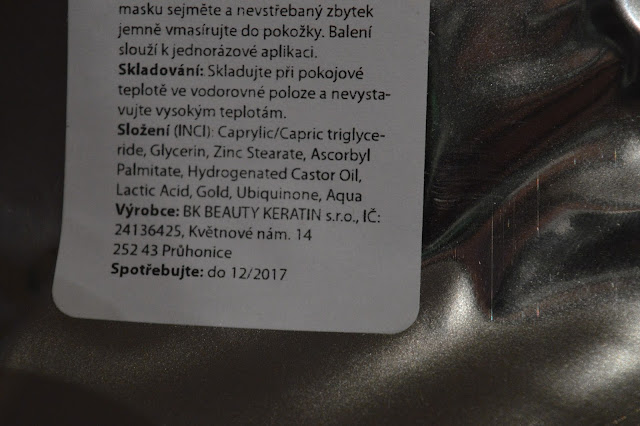 masku sejměte a nevstřebaný zbytek
jemně vmasírujte do pokožky. Balení
slouží k jednorázové aplikaci.
Skladování: Skladujte při pokojové
teplotě ve vodorovné poloze a nevysta-
vujte vysokým teplotám.
Složení (INCI): Caprylic/Capric triglyce-
ride, Glycerin, Zinc Stearate, Ascorbyl
Palmitate, Hydrogenated Castor Oil,
Lactic Acid, Gold, Ubiquinone, Aqua
Výrobce: BK BEAUTY KERATIN s.r.o., IČ:
24136425, Květnové nám. 14
252 43 Průhonice
Spotřebujte: do 12/2017